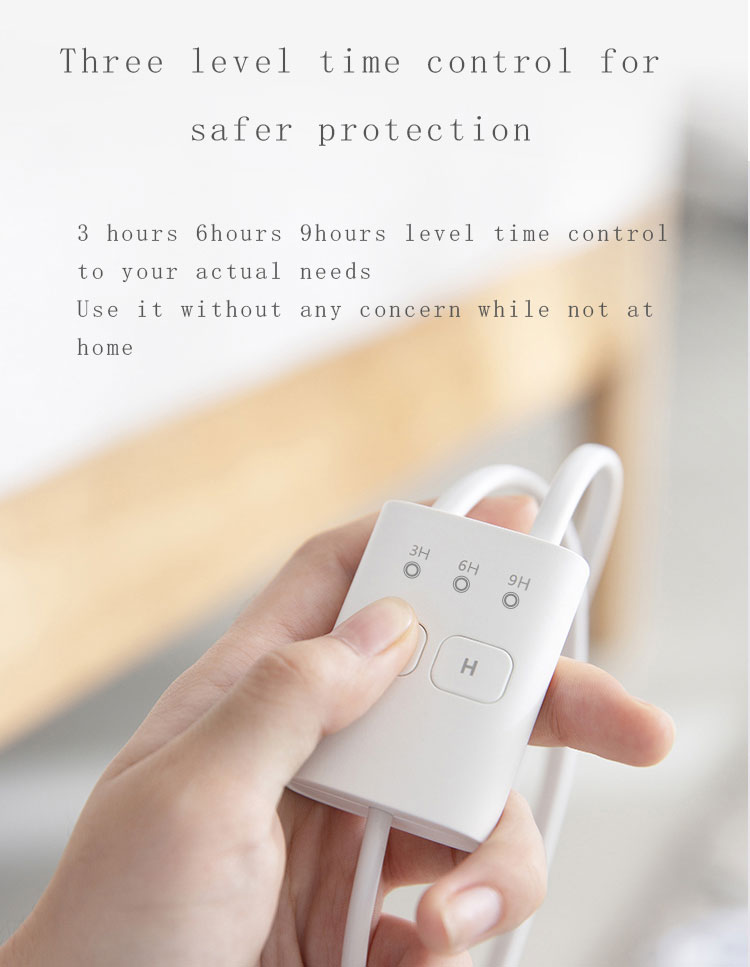 Three level time control for
safer protection
3 hours 6hours 9hours level time control
to your actual needs
Use it without any concern while not at
home
3H 6H 9H
H